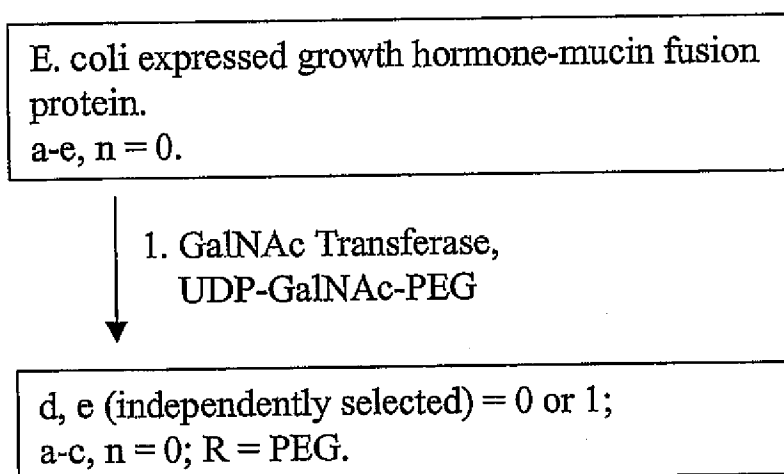 E. coli expressed growth hormone-mucin fusion
protein.
a-e, n = 0.
1. GalNAc Transferase,
UDP-GalNAc-PEG
d, e (independently selected) = 0 or 1;
a-c, n = 0; R = PEG.